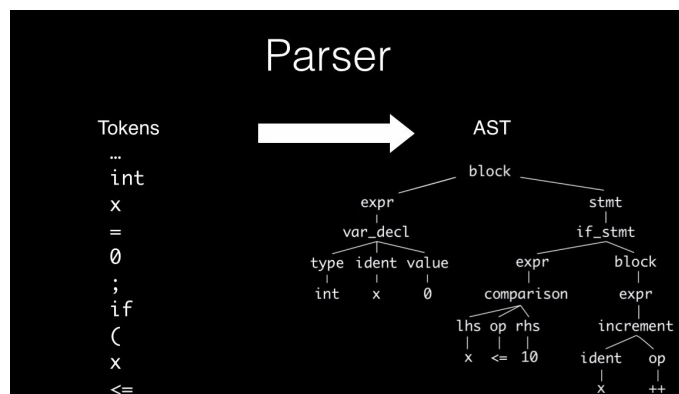 Parser
Tokens
…
int
x
=
0
;
if
(
x
<=
AST
block
expr stmt
var_decl if_stmt
type ident value expr block
int x 0 comparison expr
lhs op rhs increment
x <= 10 ident op
x ++